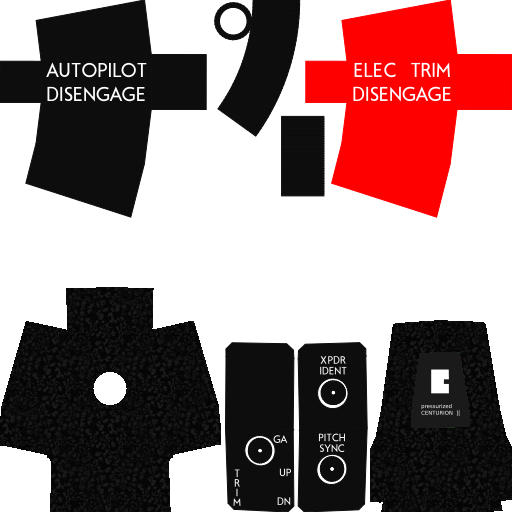 AUTOPILOT
DISENGAGE
ELEC TRIM
DISENGAGE
GA
UP
DN
TRIM
XPDR
IDENT
PITCH
SYNC
pressurized
CENTURION ||